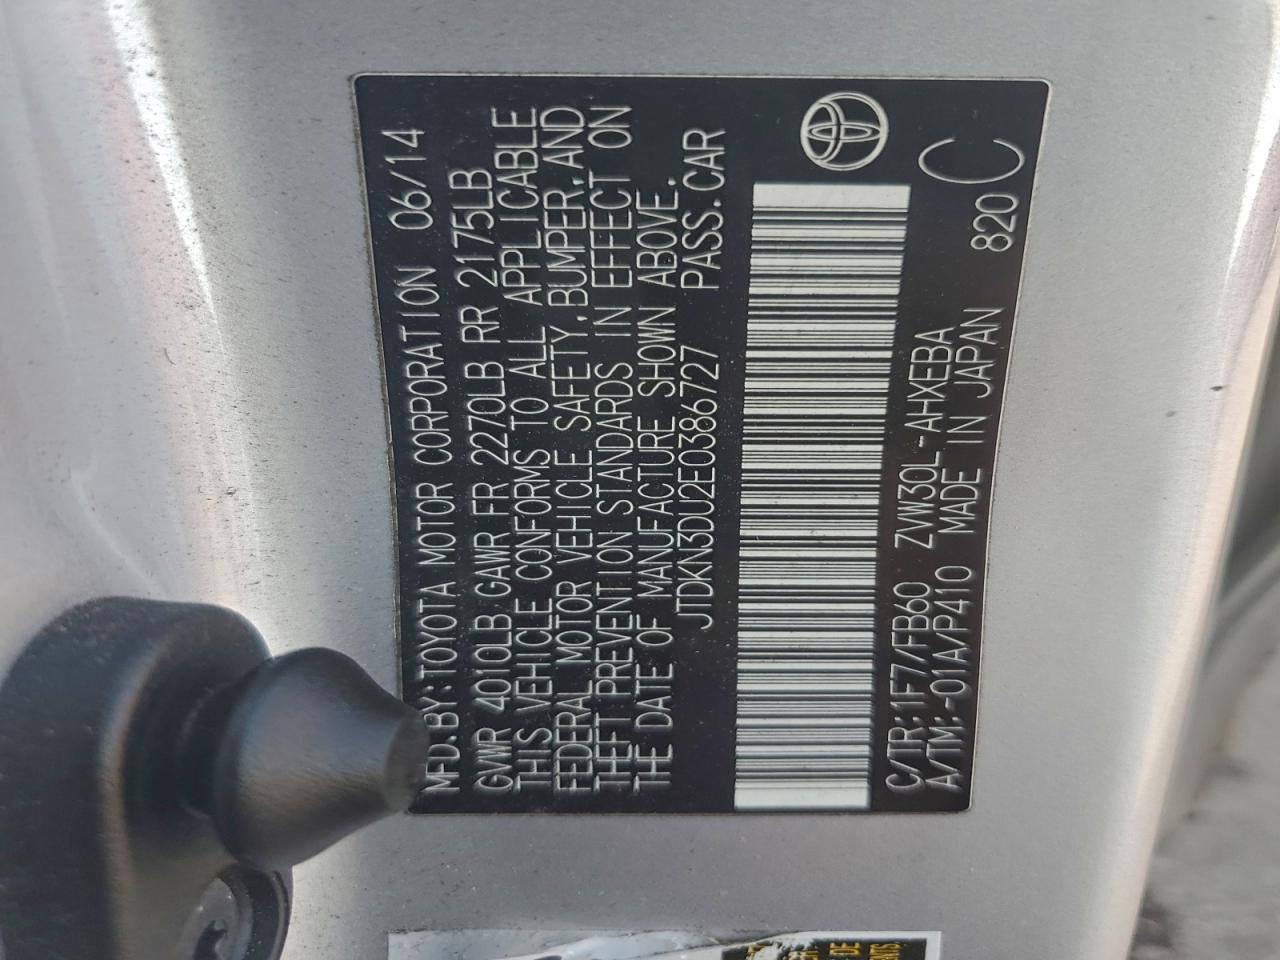 MFD.BY:TOYOTA MOTOR CORPORATION 06/14
GVWR 4010LB GAWR FR 2270LB RR 2175LB
THIS VEHICLE CONFORMS TO ALL APPLICABLE
FEDERAL MOTOR VEHICLE SAFETY,BUMPER,AND
THEFT PREVENTION STANDARDS IN EFFECT ON
THE DATE OF MANUFACTURE SHOWN ABOVE.
JTDKN3DU2E0386727 PASS.CAR
C/TR:1F7/FB60 ZVW30L-AHXEBA
A/TM:-01A/P410 MADE IN JAPAN 820 C
DE